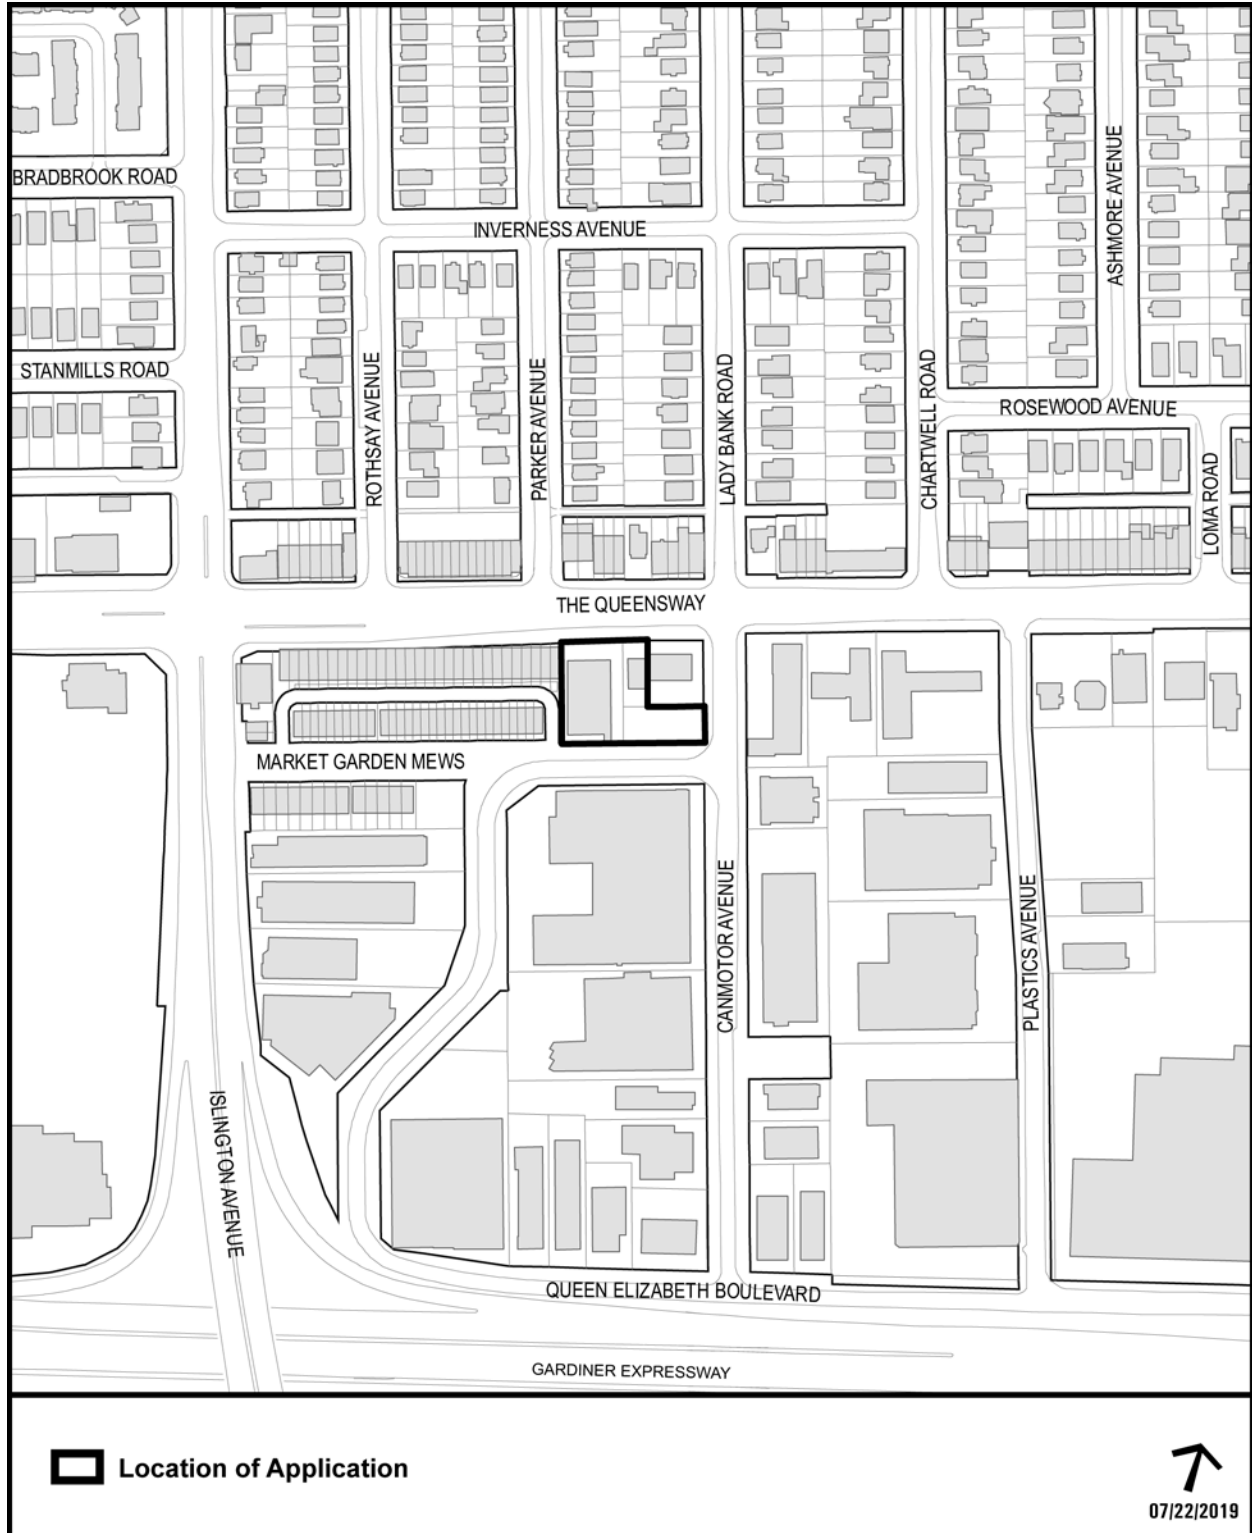 BRADBROOK ROAD
ASHMORE AVENUE
INVERNESS AVENUE
STANMILLS ROAD
ROTHSAY AVENUE
PARKER AVENUE
LADY BANK ROAD
CHARTWELL ROAD
ROSEWOOD AVENUE
LOMA ROAD
THE QUEENSWAY
MARKET GARDEN MEWS
CANMOTOR AVENUE
PLASTICS AVENUE
ISLINGTON AVENUE
QUEEN ELIZABETH BOULEVARD
GARDINER EXPRESSWAY
Location of Application
07/22/2019